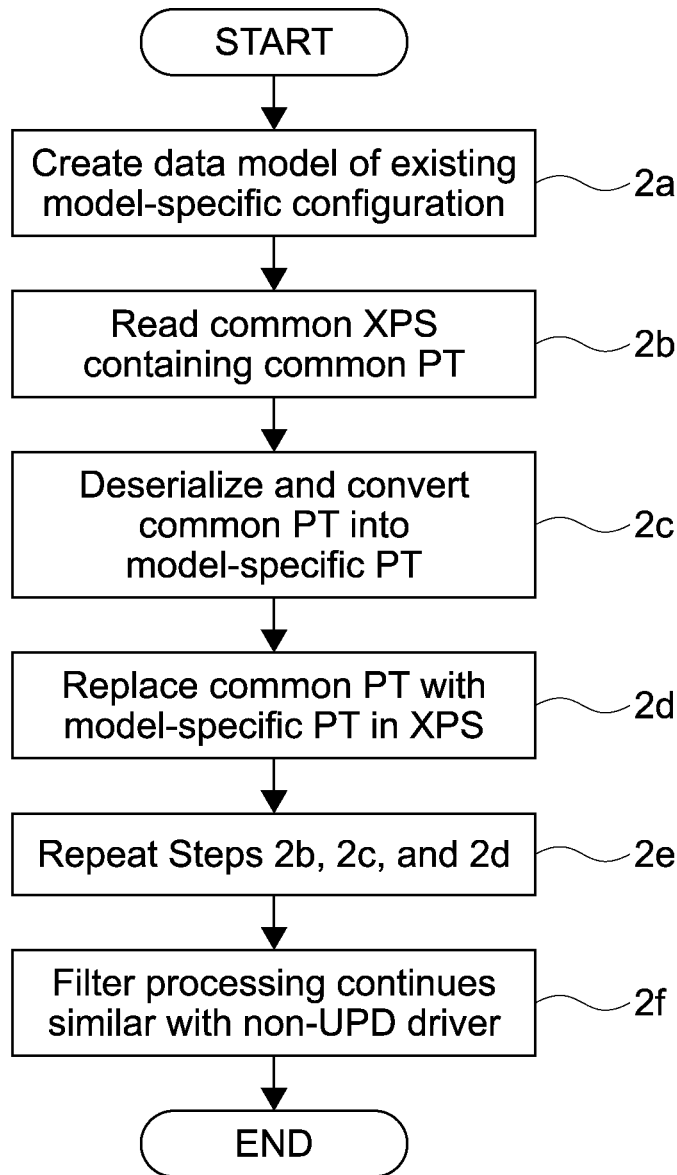 START
Create data model of existing
model-specific configuration
2a
Read common XPS
containing common PT
2b
Deserialize and convert
common PT into
model-specific PT
2c
Replace common PT with
model-specific PT in XPS
2d
Repeat Steps 2b, 2c, and 2d
2e
Filter processing continues
similar with non-UPD driver
2f
END